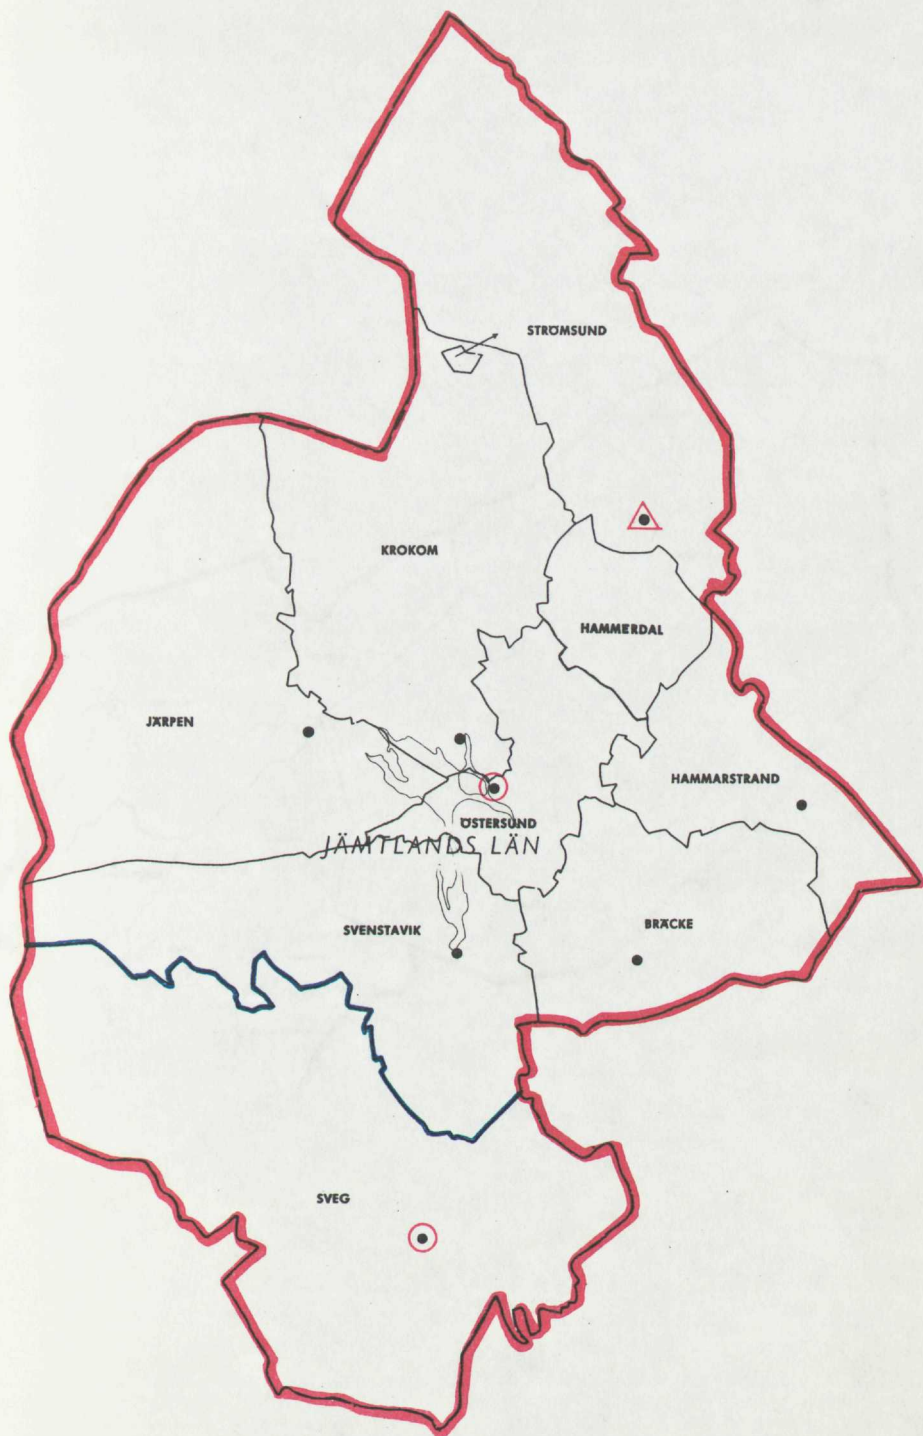 STRÖMSUND
KROKOM
HAMMERDAL
JÄRPEN
HAMMARSTRAND
ÖSTERSUND
JÄMTLANDS LÄN
SVENSTAVIK
BRÄCKE
SVEG